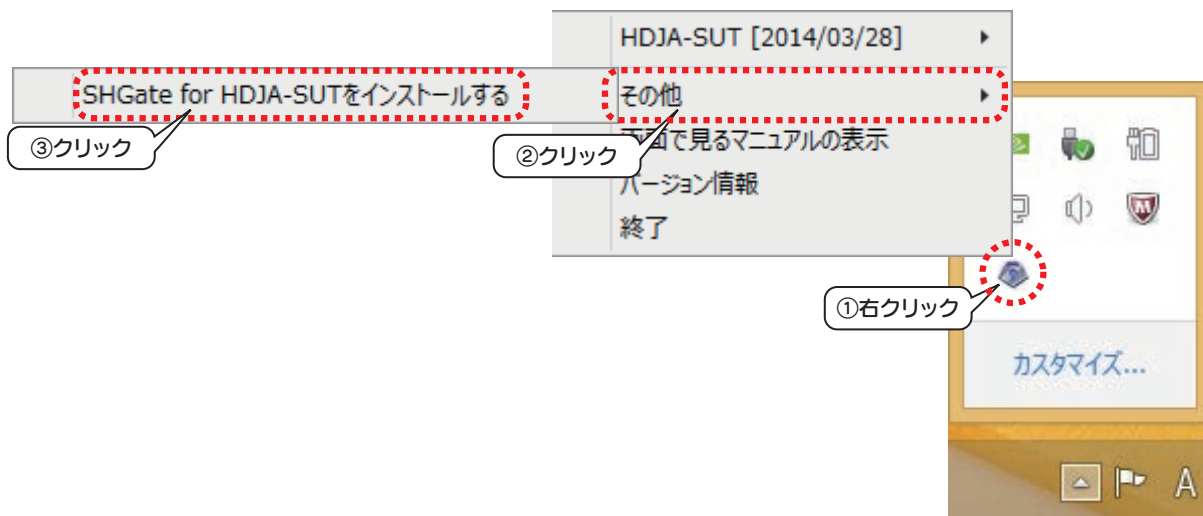 HDJA-SUT [2014/03/28]
SHGate for HDJA-SUTをインストールする
その他
③クリック
②クリック
画面で見るマニュアルの表示
バージョン情報
終了
①右クリック
カスタマイズ...
A